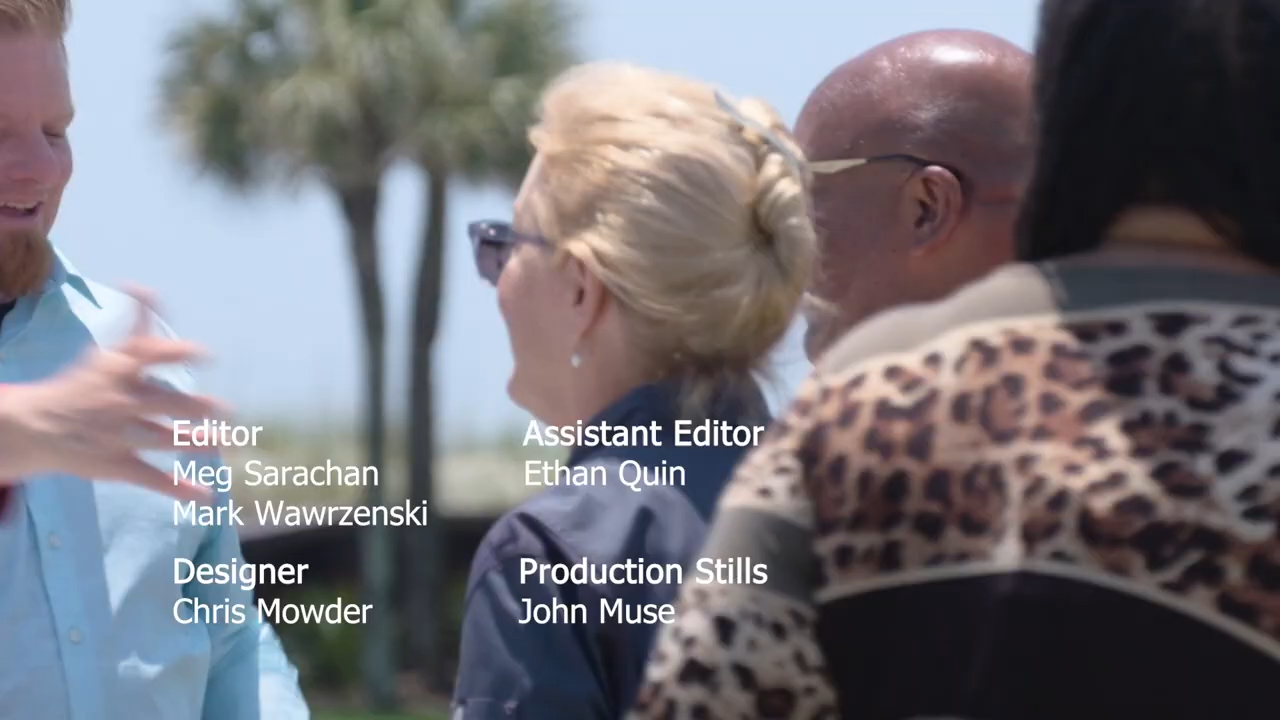 Editor
Meg Sarachan
Mark Wawrzenski
Assistant Editor
Ethan Quin
Designer
Chris Mowder
Production Stills
John Muse